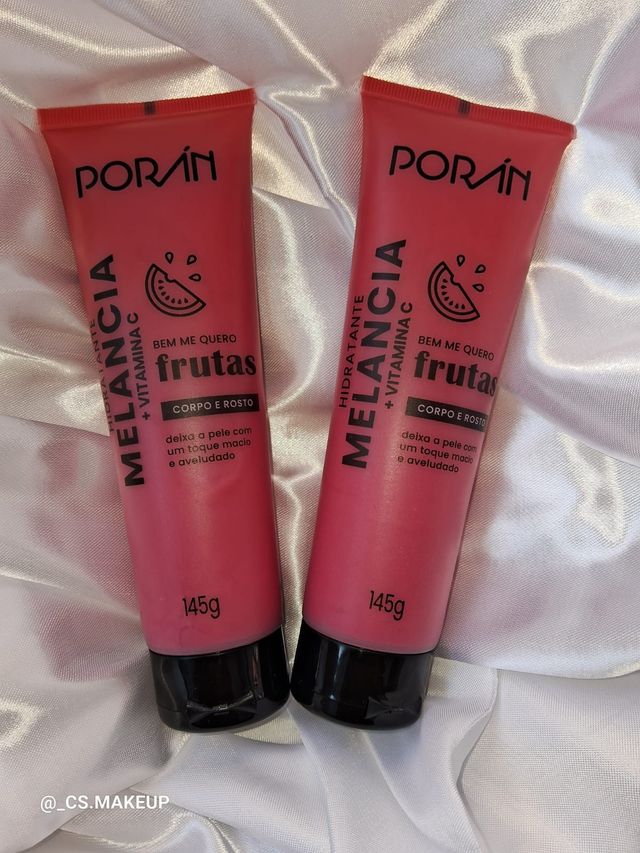 PORÁN
HIDRATANTE
MELANCIA
+ VITAMINA C
BEM ME QUERO
frutas
CORPO E ROSTO
deixa a pele com
um toque macio
e aveludado
145g
PORÁN
HIDRATANTE
MELANCIA
+ VITAMINA C
BEM ME QUERO
frutas
CORPO E ROSTO
deixa a pele com
um toque macio
e aveludado
145g
@_CS.MAKEUP